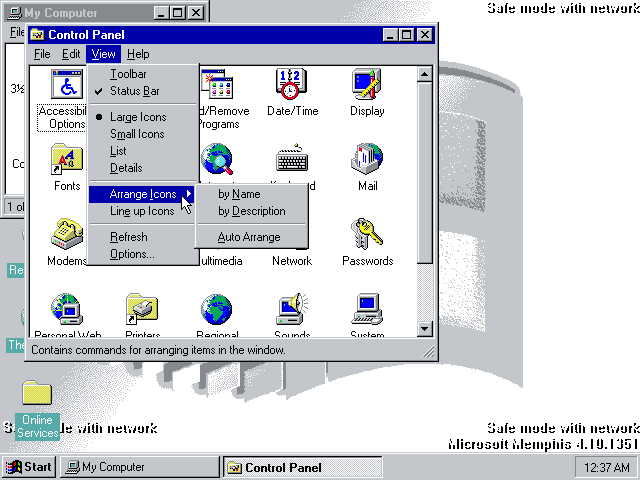 My Computer
Safe mode with network
Control Panel
File Edit View Help
File
Toolbar
Status Bar
Large Icons
Small Icons
List
Details
Arrange Icons
Line up Icons
Refresh
Options...
by Name
by Description
Auto Arrange
3½
Options
Programs
Date/Time
Display
Fonts
Mail
Modems
Network
Passwords
Personal Web
Printers
Regional
Sounds
System
Contains commands for arranging items in the window.
Co
1 ol
Re
The
Online
Services
Safe mode with network
Safe mode with network
Microsoft Memphis 4.10.1351
Start
My Computer
Control Panel
12:37 AM